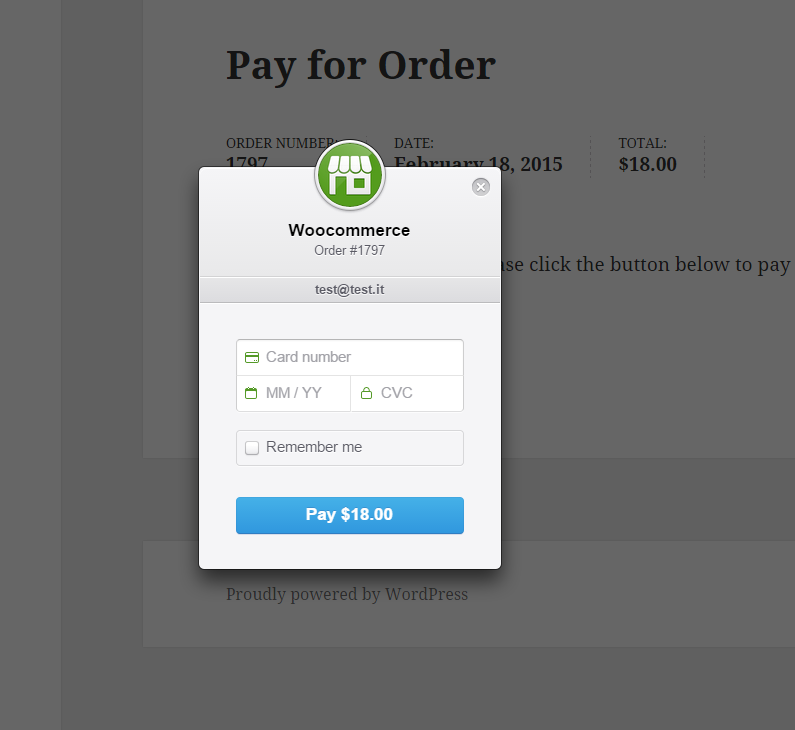 Pay for Order
ORDER NUMBER:
DATE:
TOTAL:
1797
February 18, 2015
$18.00
Woocommerce
Order #1797
click the button below to pay
test@test.it
Card number
MM / YY
CVC
Remember me
Pay $18.00
Proudly powered by WordPress